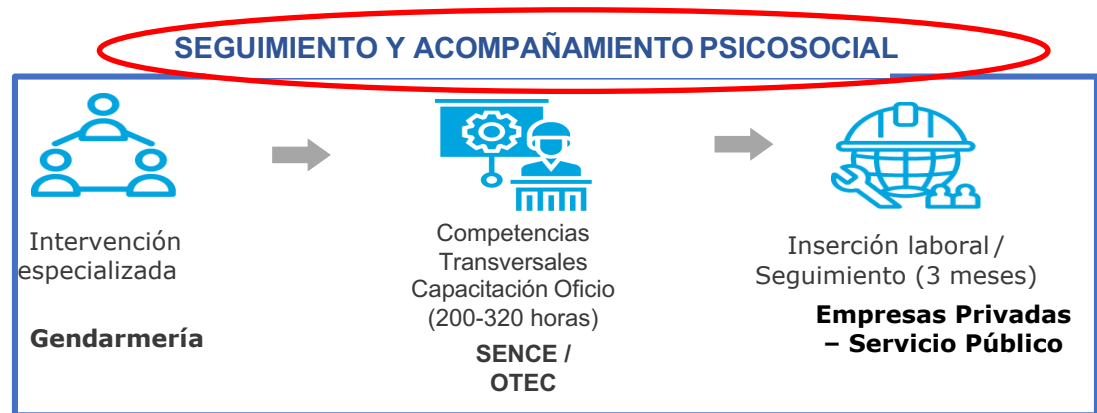 SEGUIMIENTO Y ACOMPAÑAMIENTO PSICOSOCIAL
Intervención
especializada
Gendarmería
Competencias
Transversales
Capacitación Oficio
(200-320 horas)
SENCE /
OTEC
Inserción laboral /
Seguimiento (3 meses)
Empresas Privadas
– Servicio Público